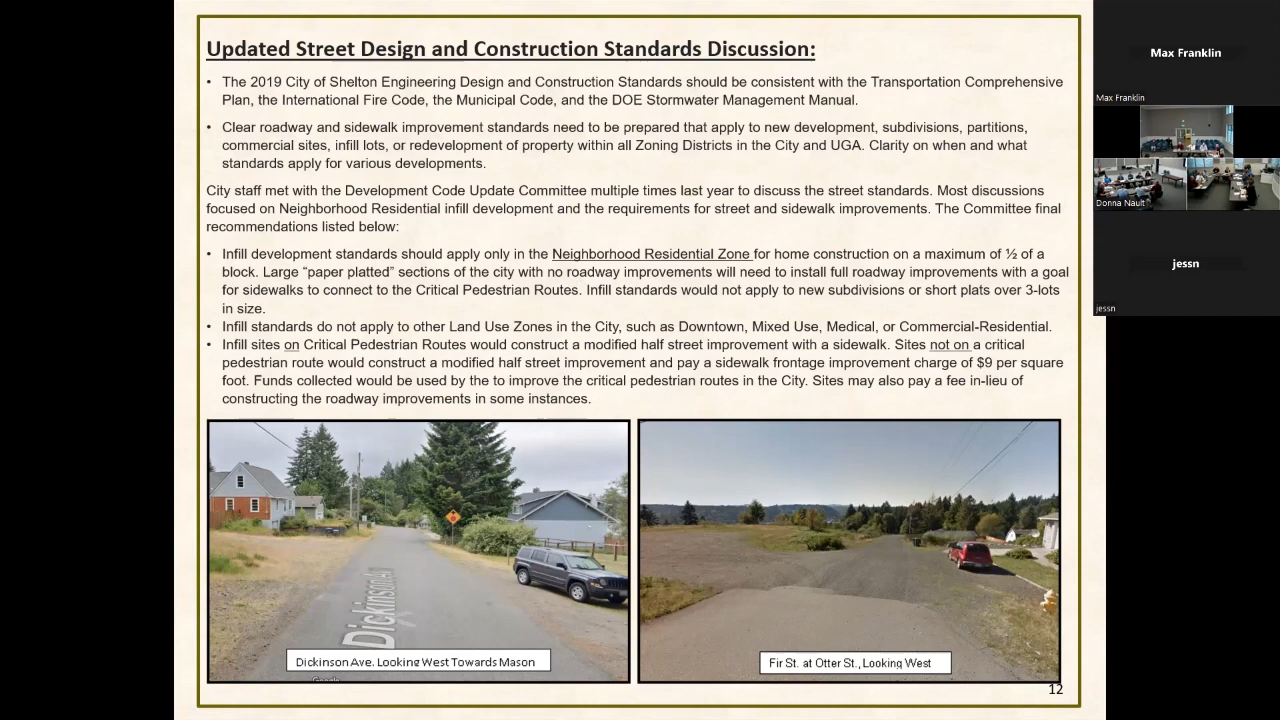 Updated Street Design and Construction Standards Discussion:
• The 2019 City of Shelton Engineering Design and Construction Standards should be consistent with the Transportation Comprehensive
Plan, the International Fire Code, the Municipal Code, and the DOE Stormwater Management Manual.
• Clear roadway and sidewalk improvement standards need to be prepared that apply to new development, subdivisions, partitions,
commercial sites, infill lots, or redevelopment of property within all Zoning Districts in the City and UGA. Clarity on when and what
standards apply for various developments.
City staff met with the Development Code Update Committee multiple times last year to discuss the street standards. Most discussions
focused on Neighborhood Residential infill development and the requirements for street and sidewalk improvements. The Committee final
recommendations listed below:
• Infill development standards should apply only in the Neighborhood Residential Zone for home construction on a maximum of ½ of a
block. Large “paper platted” sections of the city with no roadway improvements will need to install full roadway improvements with a goal
for sidewalks to connect to the Critical Pedestrian Routes. Infill standards would not apply to new subdivisions or short plats over 3-lots
in size.
• Infill standards do not apply to other Land Use Zones in the City, such as Downtown, Mixed Use, Medical, or Commercial-Residential.
• Infill sites on Critical Pedestrian Routes would construct a modified half street improvement with a sidewalk. Sites not on a critical
pedestrian route would construct a modified half street improvement and pay a sidewalk frontage improvement charge of $9 per square
foot. Funds collected would be used by the to improve the critical pedestrian routes in the City. Sites may also pay a fee in-lieu of
constructing the roadway improvements in some instances.
Dickinson Av
Dickinson Ave. Looking West Towards Mason
Google
Fir St. at Otter St., Looking West
12
Max Franklin
Max Franklin
Donna Nault
jessn
jessn